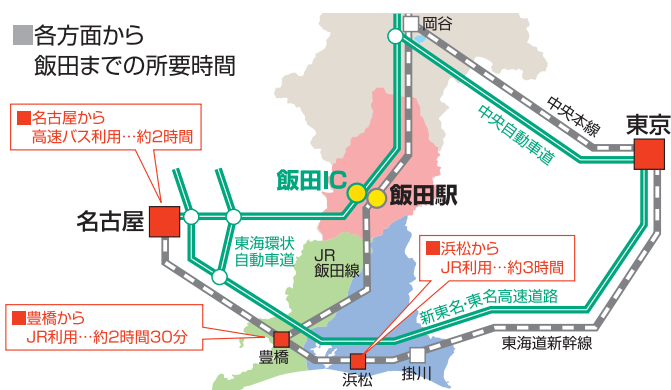 ■各方面から
飯田までの所要時間
岡谷
■名古屋から
高速バス利用…約2時間
中央本線
中央自動車道
東京
飯田IC
飯田駅
名古屋
東海環状
自動車道
JR
飯田線
■浜松から
JR利用…約3時間
新東名・東名高速道路
■豊橋から
JR利用…約2時間30分
東海道新幹線
豊橋
浜松
掛川